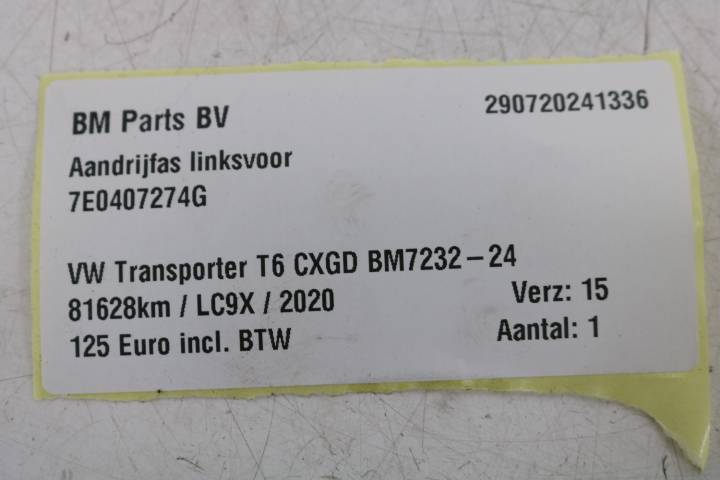 BM Parts BV
290720241336
Aandrijfas linksvoor
7E0407274G
VW Transporter T6 CXGD BM7232-24
81628km / LC9X / 2020
Verz: 15
125 Euro incl. BTW
Aantal: 1